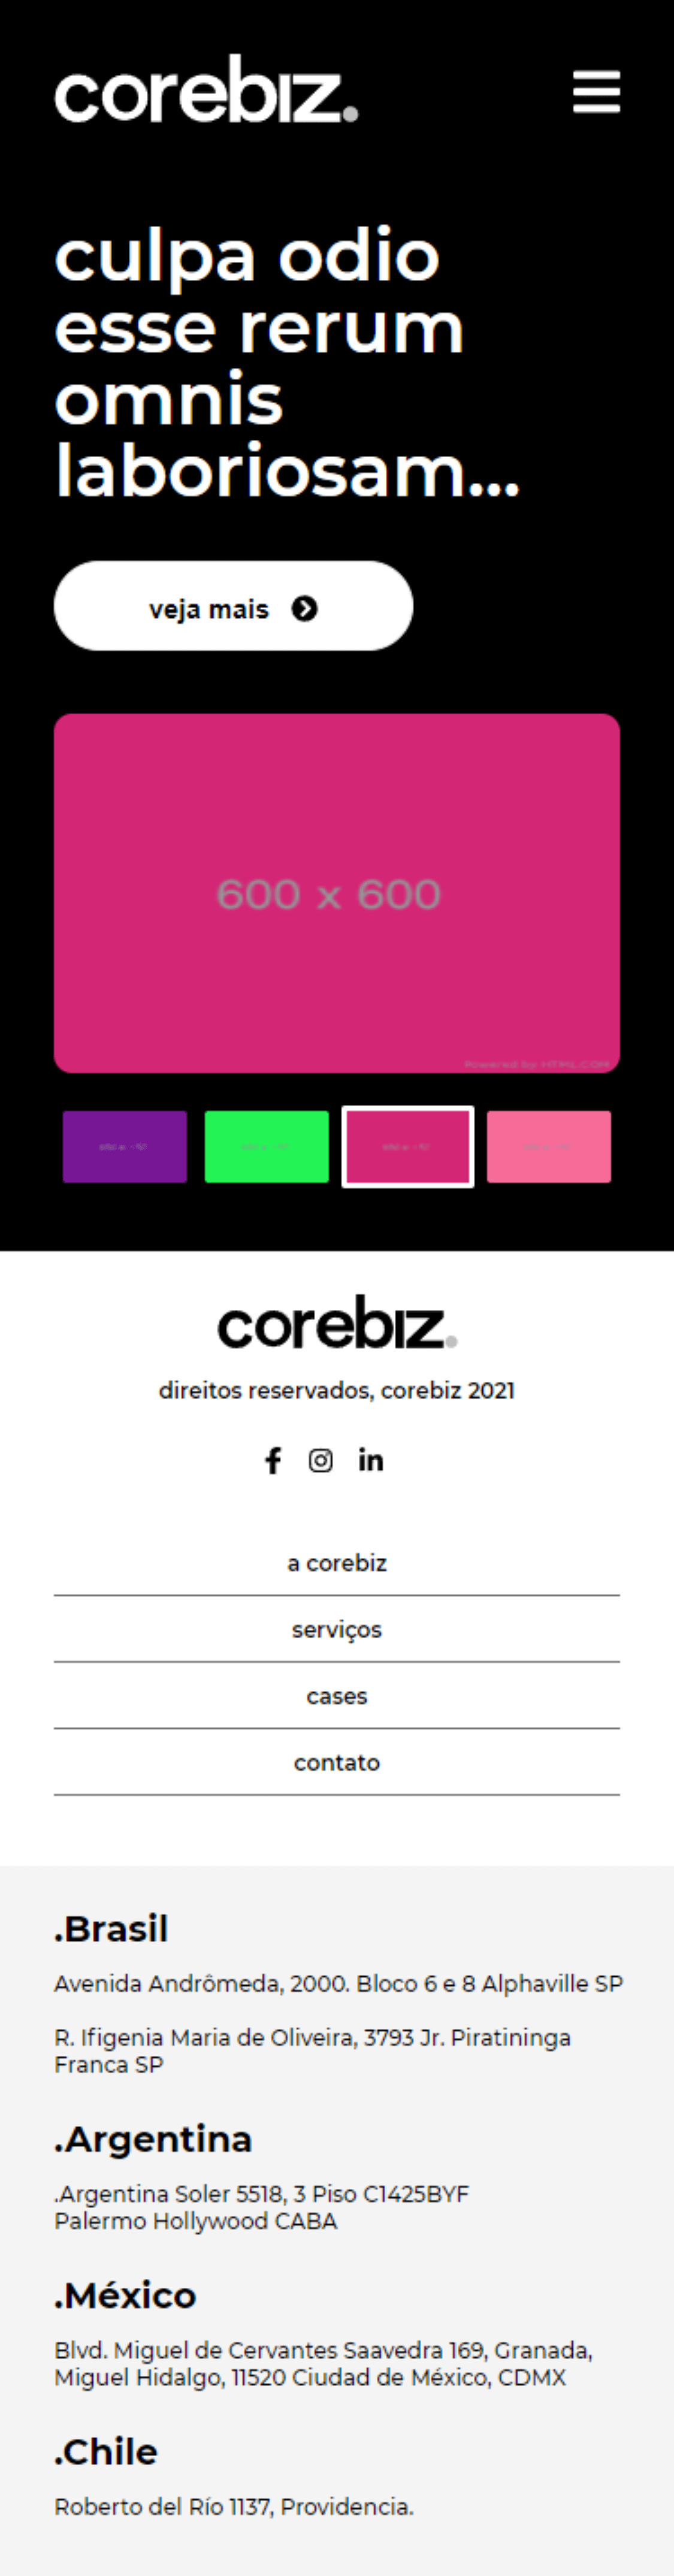 corebiz.
culpa odio
esse rerum
omnis
laboriosam...
veja mais
600 x 600
Powered by HTML.COM
corebiz.
direitos reservados, corebiz 2021
a corebiz
serviços
cases
contato
.Brasil
Avenida Andrômeda, 2000. Bloco 6 e 8 Alphaville SP
R. Ifigenia Maria de Oliveira, 3793 Jr. Piratininga
Franca SP
.Argentina
.Argentina Soler 5518, 3 Piso C1425BYF
Palermo Hollywood CABA
.México
Blvd. Miguel de Cervantes Saavedra 169, Granada,
Miguel Hidalgo, 11520 Ciudad de México, CDMX
.Chile
Roberto del Río 1137, Providencia.